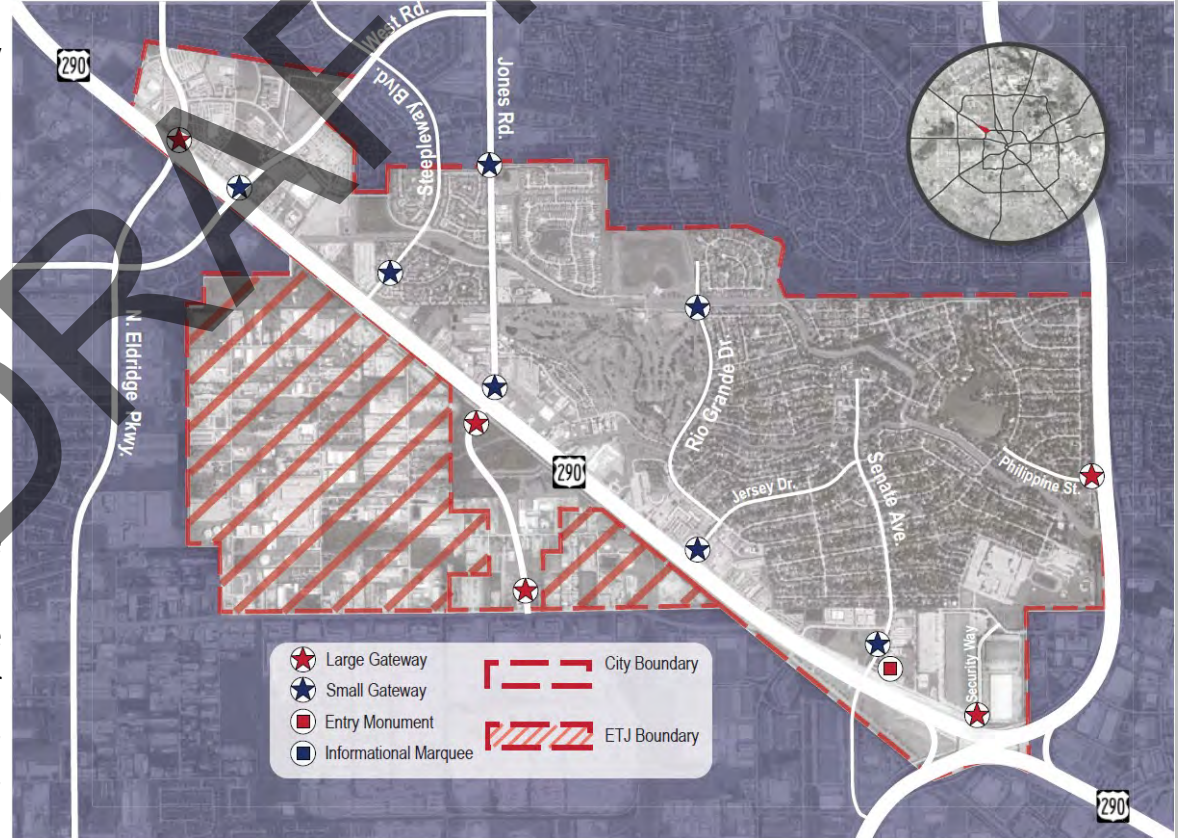 DRAFT
290
West Rd.
Steepleway Blvd.
Jones Rd.
N. Eldridge Pkwy.
Rio Grande Dr.
290
Jersey Dr.
Senate Ave.
Philippine St.
Security Way
290
Large Gateway
Small Gateway
Entry Monument
Informational Marquee
City Boundary
ETJ Boundary